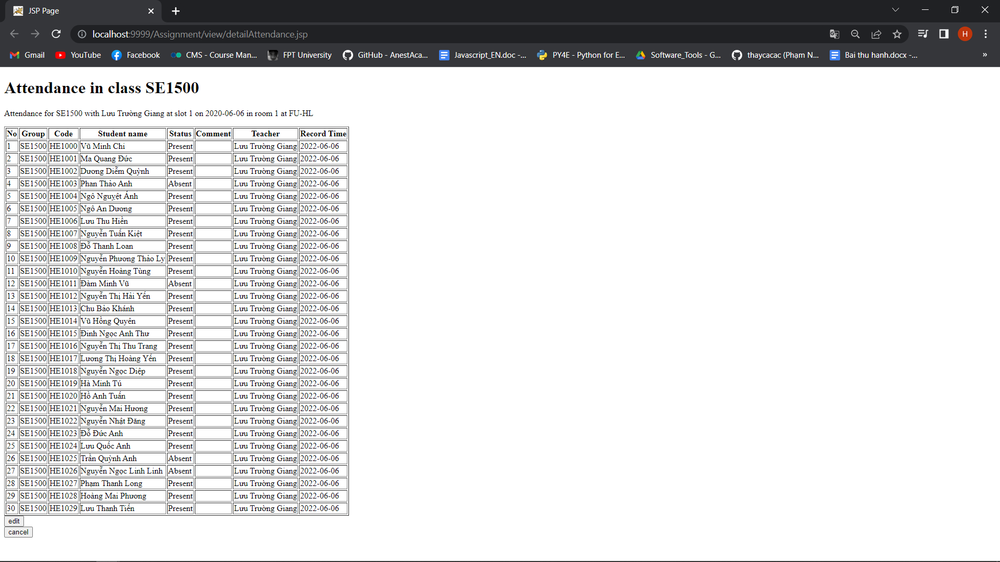 JSP Page
localhost:9999/Assignment/view/detailAttendance.jsp
H
Gmail YouTube Facebook CMS - Course Man... FPT University GitHub - AnestAca... Javascript_EN.doc -... PY4E - Python for E... Software_Tools - G... thaycacac (Phạm N... Bai thu hanh.docx -... »
Attendance in class SE1500
Attendance for SE1500 with Lưu Trường Giang at slot 1 on 2020-06-06 in room 1 at FU-HL
No Group Code Student name Status Comment Teacher Record Time
1 SE1500 HE1000 Vũ Minh Chi Present Lưu Trường Giang 2022-06-06
2 SE1500 HE1001 Ma Quang Đức Present Lưu Trường Giang 2022-06-06
3 SE1500 HE1002 Dương Diễm Quỳnh Present Lưu Trường Giang 2022-06-06
4 SE1500 HE1003 Phan Thảo Anh Absent Lưu Trường Giang 2022-06-06
5 SE1500 HE1004 Ngô Nguyệt Ánh Present Lưu Trường Giang 2022-06-06
6 SE1500 HE1005 Ngô An Dương Present Lưu Trường Giang 2022-06-06
7 SE1500 HE1006 Lưu Thu Hiền Present Lưu Trường Giang 2022-06-06
8 SE1500 HE1007 Nguyễn Tuấn Kiệt Present Lưu Trường Giang 2022-06-06
9 SE1500 HE1008 Đỗ Thanh Loan Present Lưu Trường Giang 2022-06-06
10 SE1500 HE1009 Nguyễn Phương Thảo Ly Present Lưu Trường Giang 2022-06-06
11 SE1500 HE1010 Nguyễn Hoàng Tùng Present Lưu Trường Giang 2022-06-06
12 SE1500 HE1011 Đàm Minh Vũ Absent Lưu Trường Giang 2022-06-06
13 SE1500 HE1012 Nguyễn Thị Hải Yến Present Lưu Trường Giang 2022-06-06
14 SE1500 HE1013 Chu Bảo Khánh Present Lưu Trường Giang 2022-06-06
15 SE1500 HE1014 Vũ Hồng Quyên Present Lưu Trường Giang 2022-06-06
16 SE1500 HE1015 Đinh Ngọc Anh Thư Present Lưu Trường Giang 2022-06-06
17 SE1500 HE1016 Nguyễn Thị Thu Trang Present Lưu Trường Giang 2022-06-06
18 SE1500 HE1017 Lương Thị Hoàng Yến Present Lưu Trường Giang 2022-06-06
19 SE1500 HE1018 Nguyễn Ngọc Diệp Present Lưu Trường Giang 2022-06-06
20 SE1500 HE1019 Hà Minh Tú Present Lưu Trường Giang 2022-06-06
21 SE1500 HE1020 Hồ Anh Tuấn Present Lưu Trường Giang 2022-06-06
22 SE1500 HE1021 Nguyễn Mai Hương Present Lưu Trường Giang 2022-06-06
23 SE1500 HE1022 Nguyễn Nhật Đăng Present Lưu Trường Giang 2022-06-06
24 SE1500 HE1023 Đỗ Đức Anh Present Lưu Trường Giang 2022-06-06
25 SE1500 HE1024 Lưu Quốc Anh Present Lưu Trường Giang 2022-06-06
26 SE1500 HE1025 Trần Quỳnh Anh Absent Lưu Trường Giang 2022-06-06
27 SE1500 HE1026 Nguyễn Ngọc Linh Linh Absent Lưu Trường Giang 2022-06-06
28 SE1500 HE1027 Phạm Thanh Long Present Lưu Trường Giang 2022-06-06
29 SE1500 HE1028 Hoàng Mai Phương Present Lưu Trường Giang 2022-06-06
30 SE1500 HE1029 Lưu Thanh Tiến Present Lưu Trường Giang 2022-06-06
edit
cancel